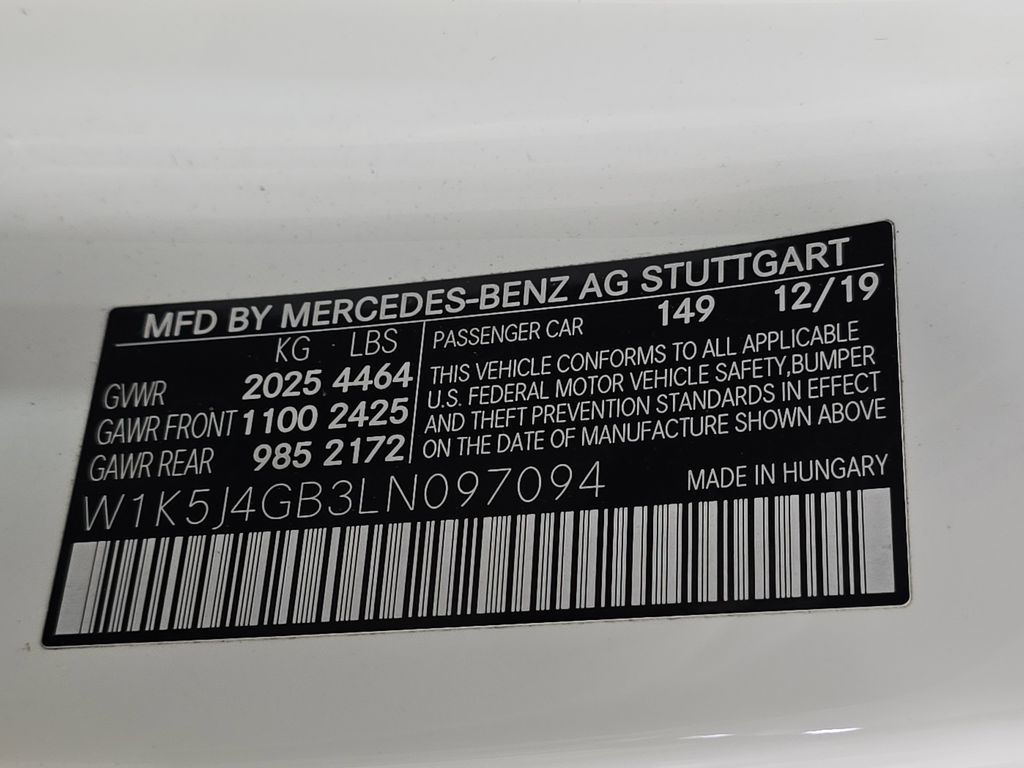 MFD BY MERCEDES-BENZ AG STUTTGART
KG LBS
GVWR 2025 4464
GAWR FRONT 1100 2425
GAWR REAR 985 2172
PASSENGER CAR 149 12/19
THIS VEHICLE CONFORMS TO ALL APPLICABLE
U.S. FEDERAL MOTOR VEHICLE SAFETY,BUMPER
AND THEFT PREVENTION STANDARDS IN EFFECT
ON THE DATE OF MANUFACTURE SHOWN ABOVE
W1K5J4GB3LN097094
MADE IN HUNGARY